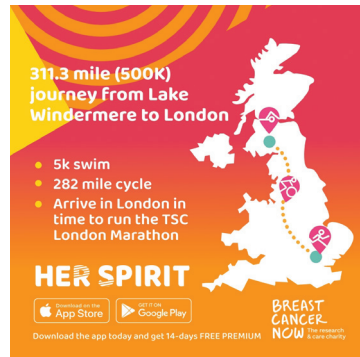 311.3 mile (500K)
journey from Lake
Windermere to London
5k swim
282 mile cycle
Arrive in London in
time to run the TSC
London Marathon
HER SPIRIT
Download on the
App Store
GET IT ON
Google Play
Download the app today and get 14-days FREE PREMIUM
BREAST
CANCER
NOW The research
& care charity